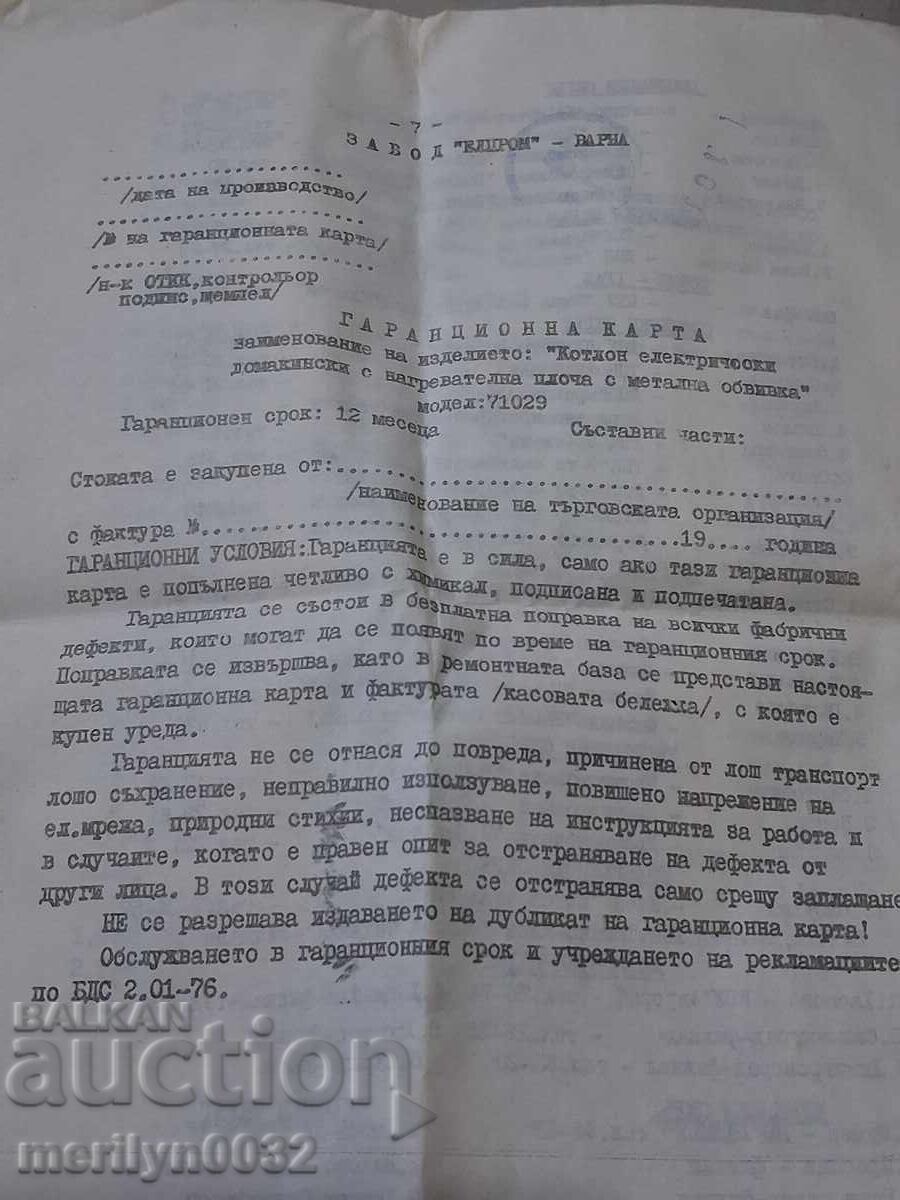 - 7 -
ЗАВОД "ЕЛПРОМ" - ВАРНА
........................
/дата на производство/
........................
/№ на гаранционната карта/
........................
/н-к ОТКК, контрольор
подпис, щемпел/
ГАРАНЦИОННА КАРТА
наименование на изделието: "Котлон електрически
домакински с нагревателна плоча с метална обвивка"
модел:71029
Гаранционен срок: 12 месеца
Съставни части:
Стоката е закупена от:........................
/наименование на търговската организация/
с фактура №........................19.... година
ГАРАНЦИОННИ УСЛОВИЯ:Гаранцията е в сила, само ако тази гаранционна
карта е попълнена четливо с химикал, подписана и подпечатана.
Гаранцията се състои в безплатна поправка на всички фабрични
дефекти, които могат да се появят по време на гаранционния срок.
Поправката се извършва, като в ремонтната база се представи настоя-
щата гаранционна карта и фактурата /касовата бележка/, с която е
купен уреда.
Гаранцията не се отнася до повреда, причинена от лош транспорт
лошо съхранение, неправилно използуване, повишено напрежение на
ел.мрежа, природни стихии, неспазване на инструкцията за работа и
в случаите, когато е правен опит за отстраняване на дефекта от
други лица. В този случай дефекта се отстранява само срещу заплащане
НЕ се разрешава издаването на дубликат на гаранционна карта!
Обслужването в гаранционния срок и учреждането на рекламациите
по БДС 2.01-76.
BALKAN
auction
merilyn0032